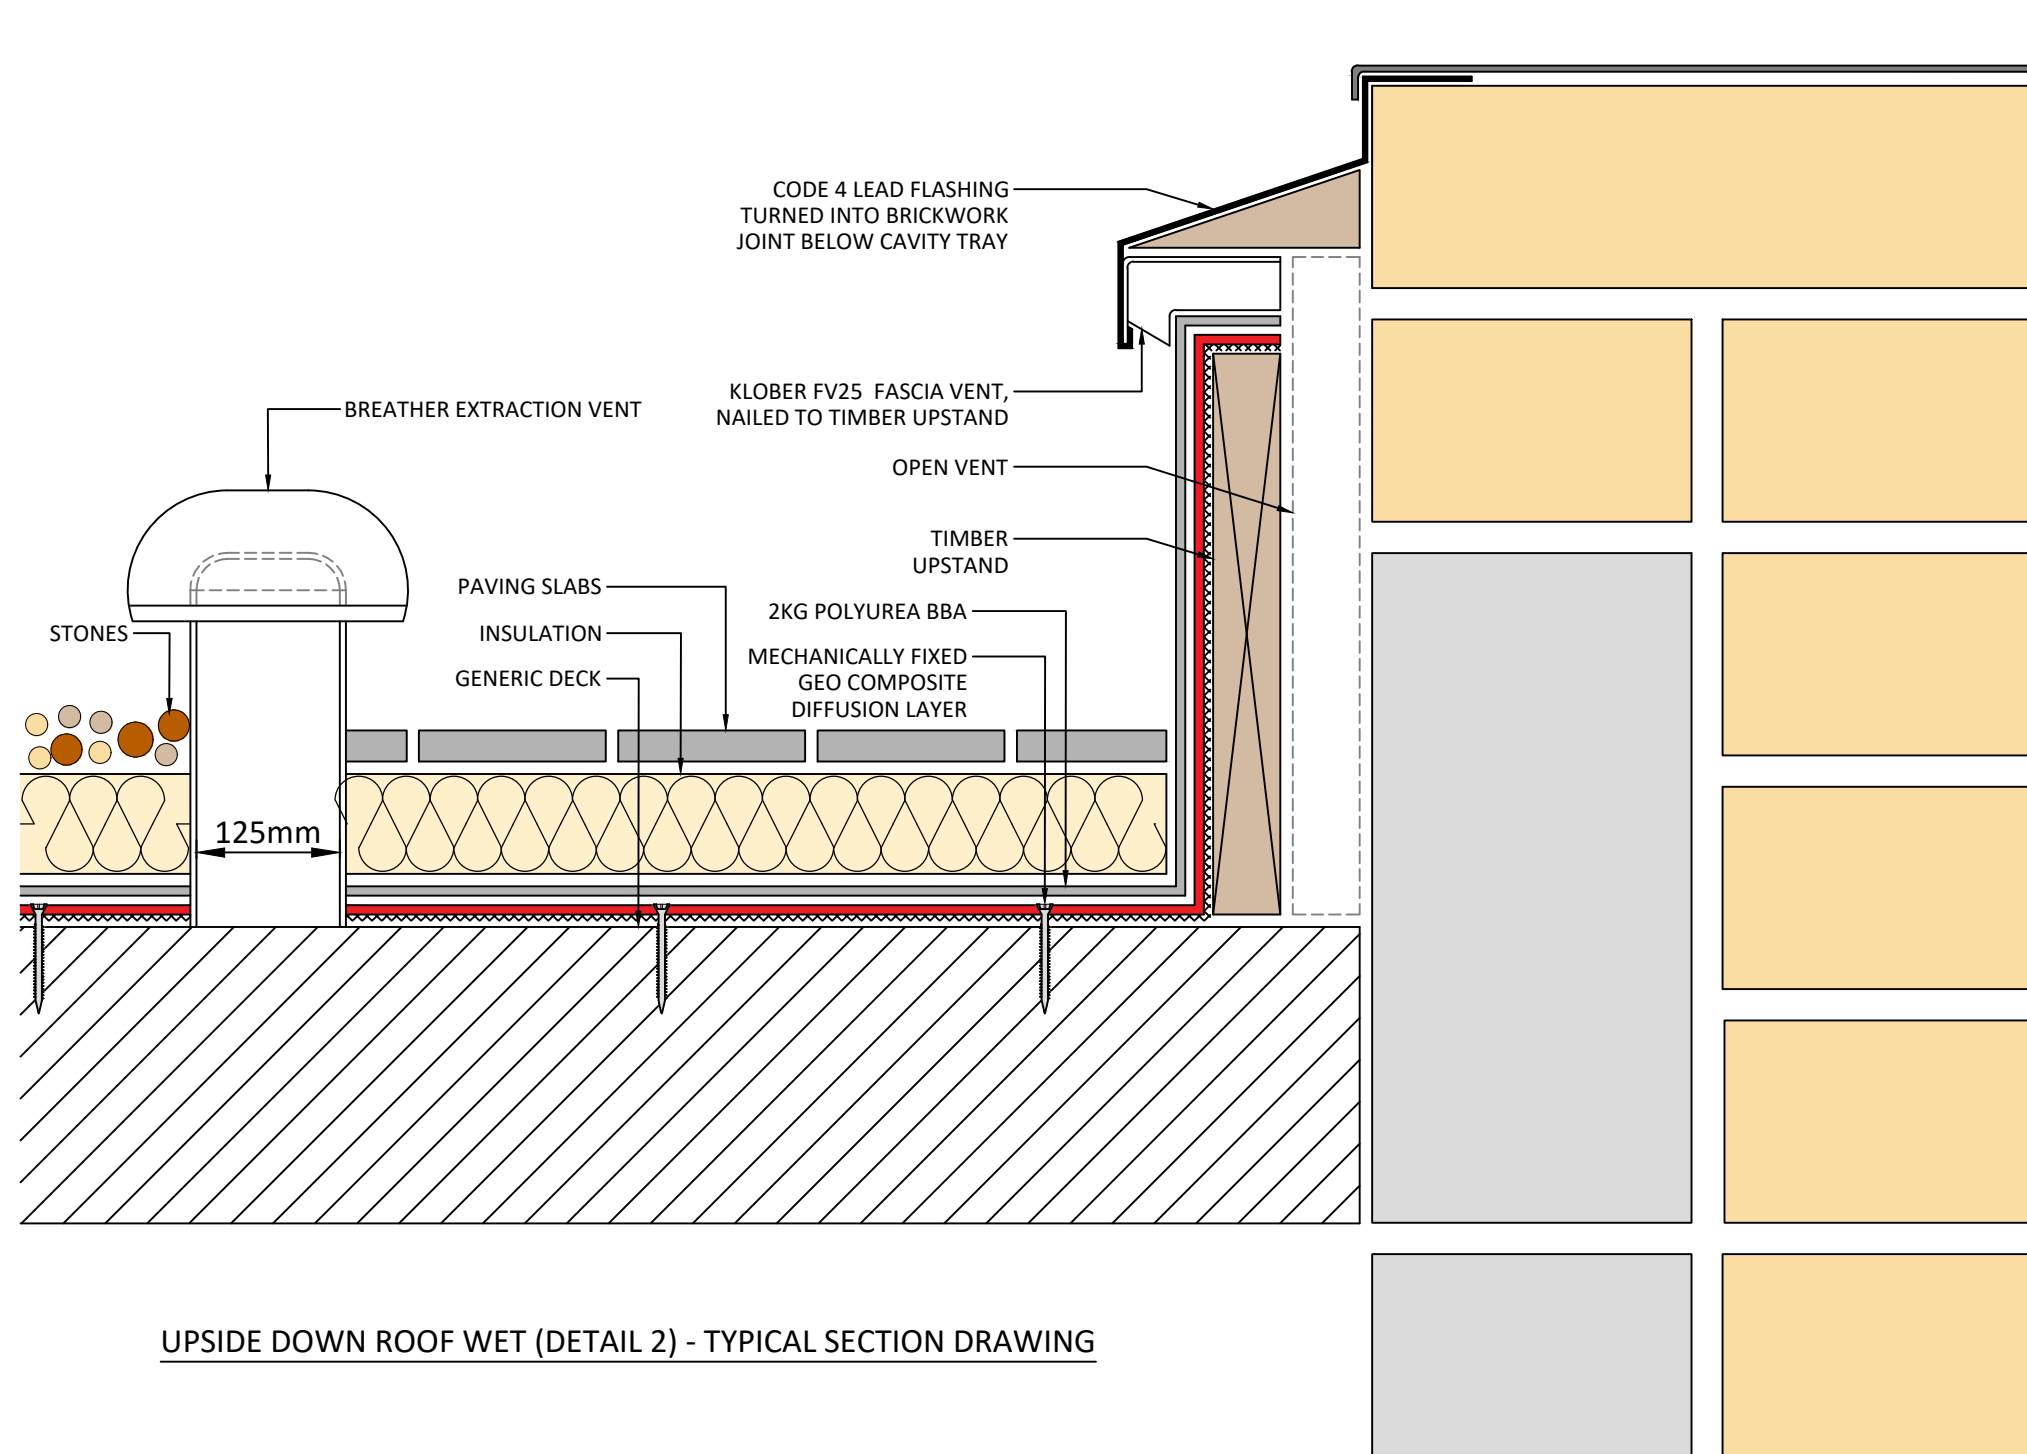 CODE 4 LEAD FLASHING
TURNED INTO BRICKWORK
JOINT BELOW CAVITY TRAY
KLOBER FV25  FASCIA VENT,
NAILED TO TIMBER UPSTAND
BREATHER EXTRACTION VENT
OPEN VENT
TIMBER
UPSTAND
PAVING SLABS
2KG POLYUREA BBA
STONES
INSULATION
MECHANICALLY FIXED
GEO COMPOSITE
DIFFUSION LAYER
GENERIC DECK
125mm
UPSIDE DOWN ROOF WET (DETAIL 2) - TYPICAL SECTION DRAWING